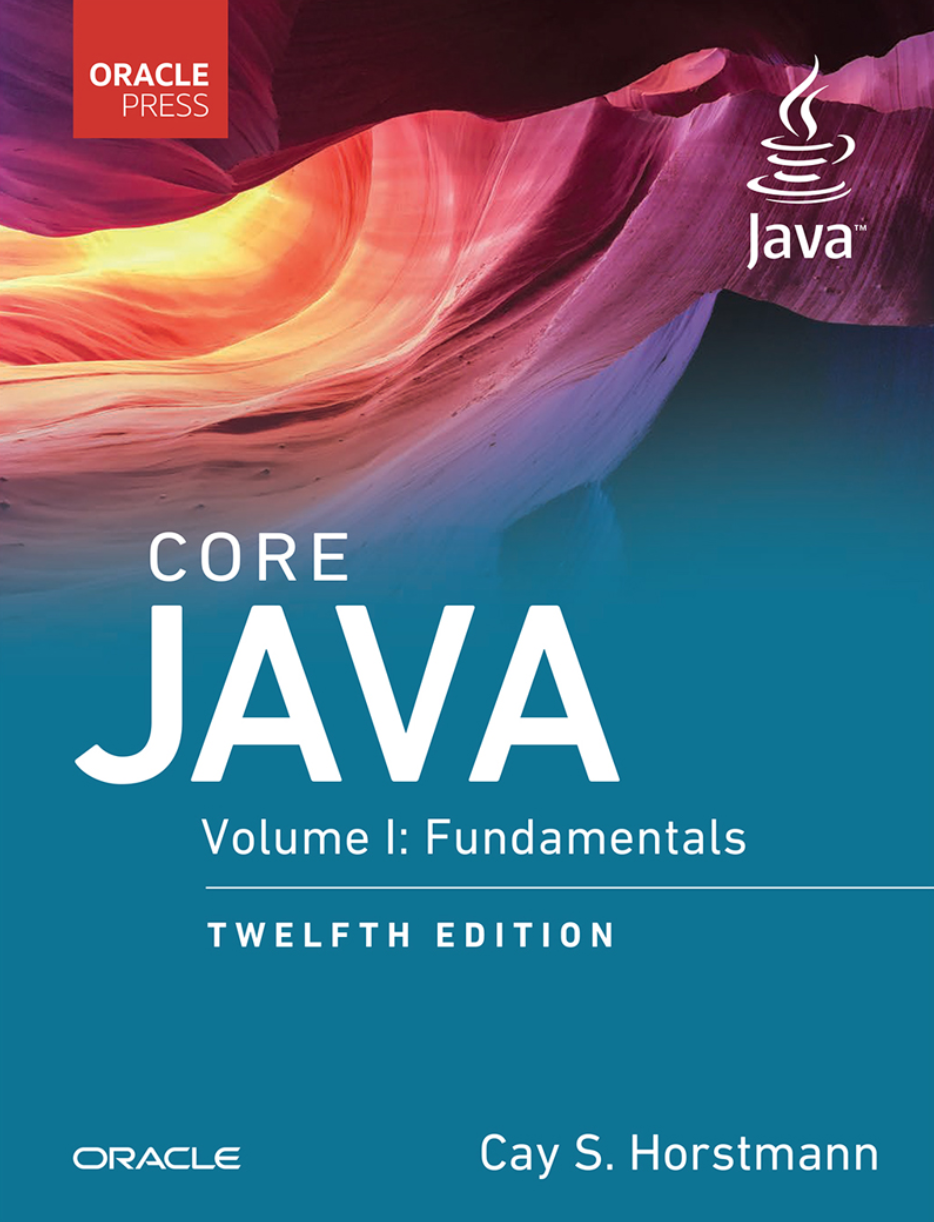 ORACLE
PRESS
Java™
CORE
JAVA
Volume I: Fundamentals
TWELFTH EDITION
ORACLE
Cay S. Horstmann